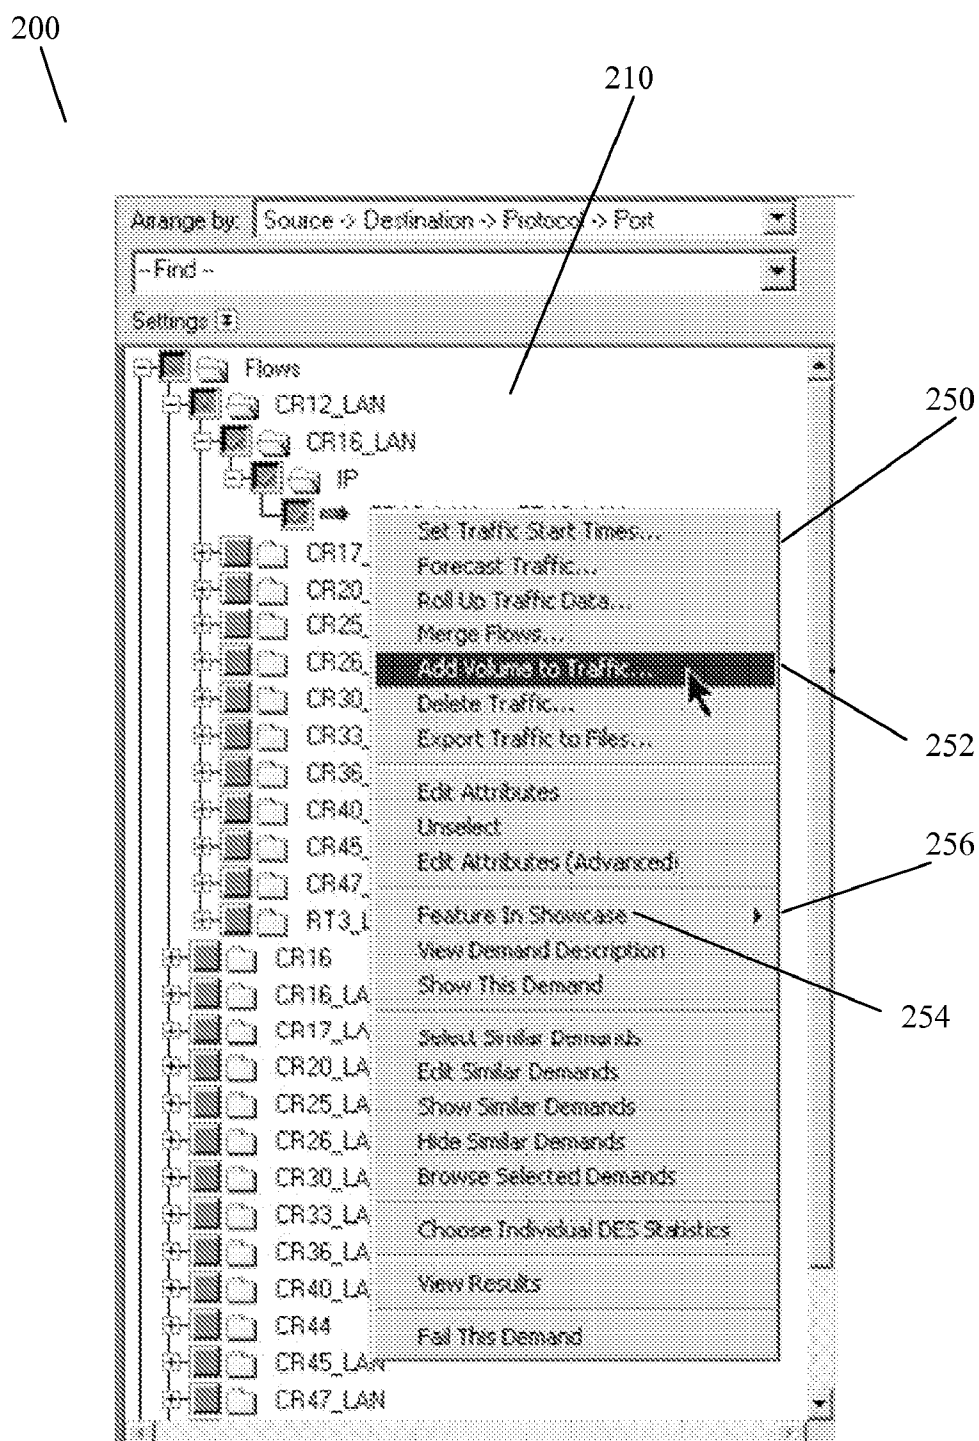 200
210
Arrange by: Source -> Destination -> Protocol -> Port
-- Find --
Settings
250
Flows
CR12_LAN
CR16_LAN
IP
Set Traffic Start Times...
CR17_
Forecast Traffic...
CR20_
Roll Up Traffic Data...
CR25_
Merge Flows...
CR26_
Add Volume to Traffic...
CR30_
Delete Traffic...
252
CR33_
Export Traffic to Files...
CR36_
Edit Attributes
CR40_
Unselect
CR45_
Edit Attributes (Advanced)
256
CR47_
RT3_L
Feature In Showcase
CR16
View Demand Description
CR16_LA
Show This Demand
254
CR17_LA
Select Similar Demands
CR20_LA
Edit Similar Demands
CR25_LA
Show Similar Demands
CR26_LA
Hide Similar Demands
CR30_LA
Browse Selected Demands
CR33_LA
Choose Individual DES Statistics
CR36_LA
CR40_LA
View Results
CR44
Fail This Demand
CR45_LAN
CR47_LAN